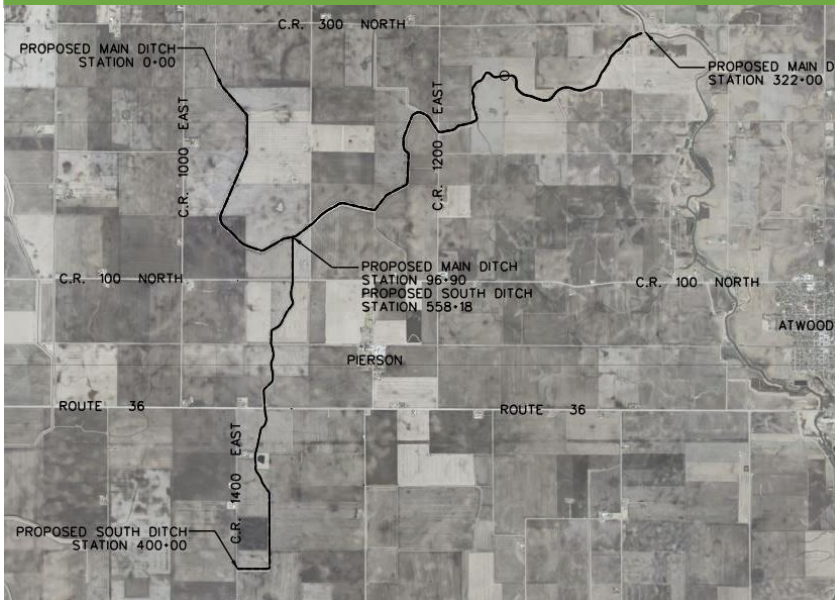 C.R. 300 NORTH
PROPOSED MAIN DITCH
STATION 0+00
PROPOSED MAIN D
STATION 322+00
C.R. 1000 EAST
C.R. 1200 EAST
PROPOSED MAIN DITCH
STATION 96+90
PROPOSED SOUTH DITCH
STATION 558+18
C.R. 100 NORTH
C.R. 100 NORTH
ATWOOD
PIERSON
ROUTE 36
ROUTE 36
C.R. 1400 EAST
PROPOSED SOUTH DITCH
STATION 400+00